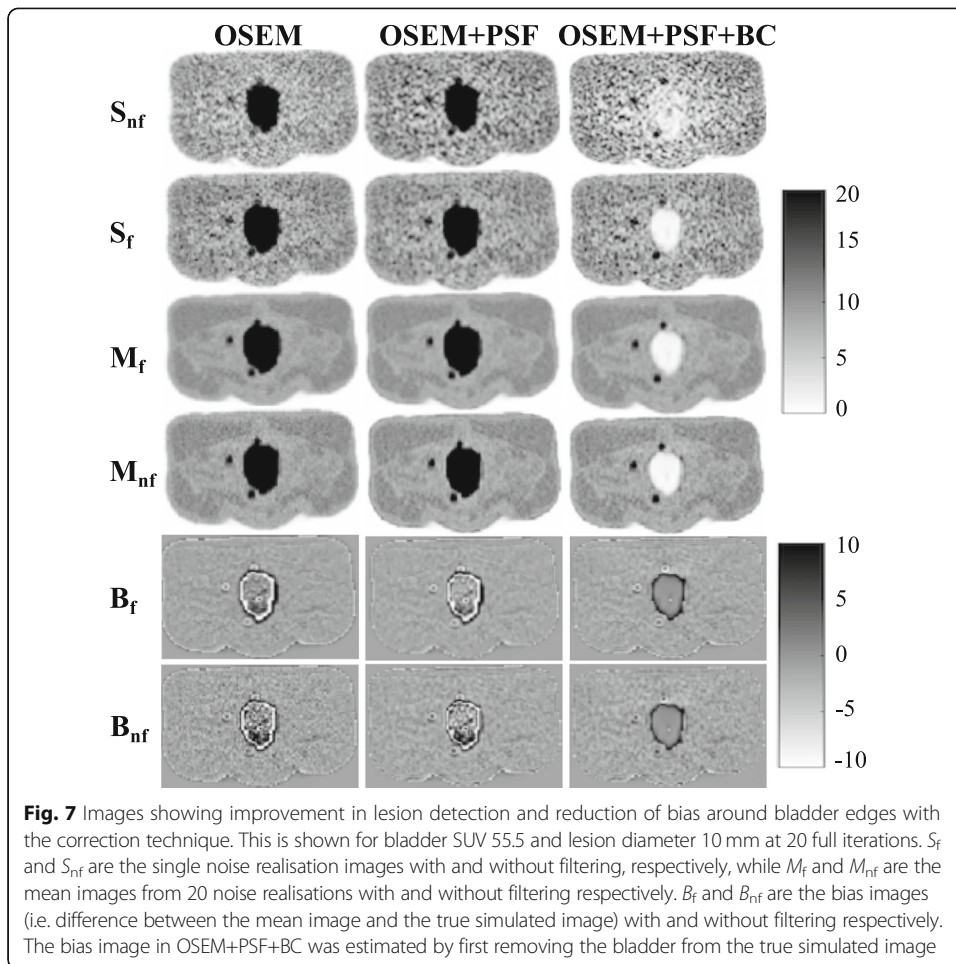 OSEM OSEM+PSF OSEM+PSF+BC
Snf
Sf
20
15
10
5
0
Mf
Mnf
Bf
10
5
0
-5
-10
Bnf
Fig. 7 Images showing improvement in lesion detection and reduction of bias around bladder edges with
the correction technique. This is shown for bladder SUV 55.5 and lesion diameter 10 mm at 20 full iterations. Sf
and Snf are the single noise realisation images with and without filtering, respectively, while Mf and Mnf are the
mean images from 20 noise realisations with and without filtering respectively. Bf and Bnf are the bias images
(i.e. difference between the mean image and the true simulated image) with and without filtering respectively.
The bias image in OSEM+PSF+BC was estimated by first removing the bladder from the true simulated image